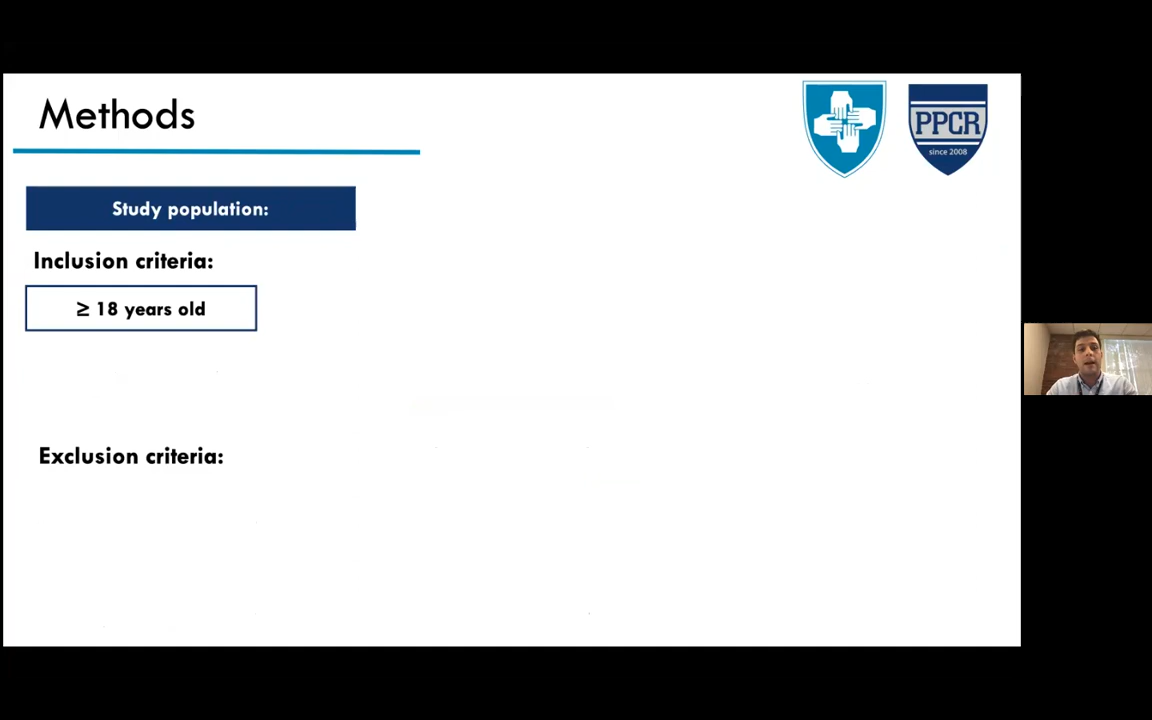 Methods
PPCR
since 2008
Study population:
Inclusion criteria:
≥ 18 years old
Exclusion criteria: